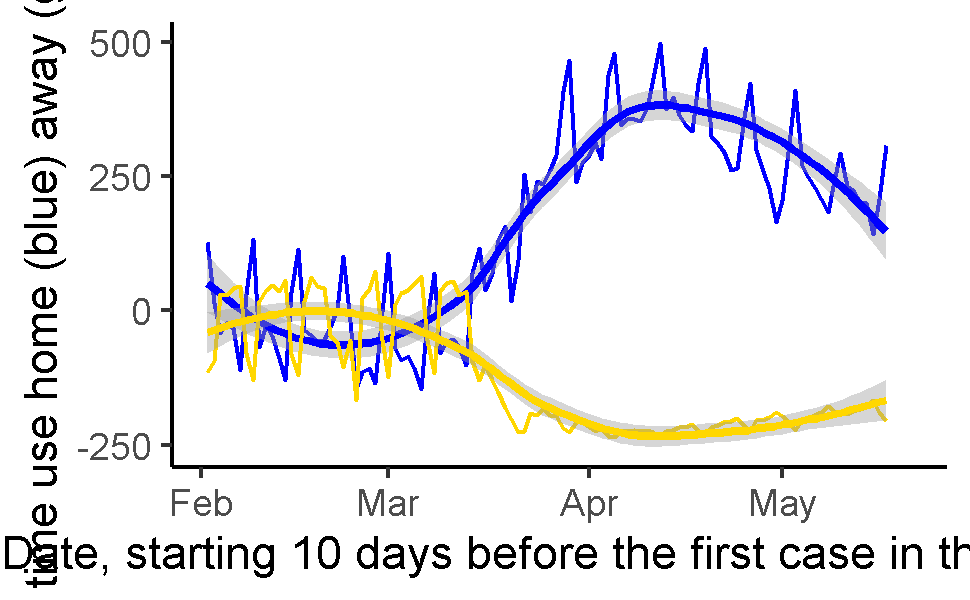 time use home (blue) away (
500
250
0
-250
Feb Mar Apr May
Date, starting 10 days before the first case in th